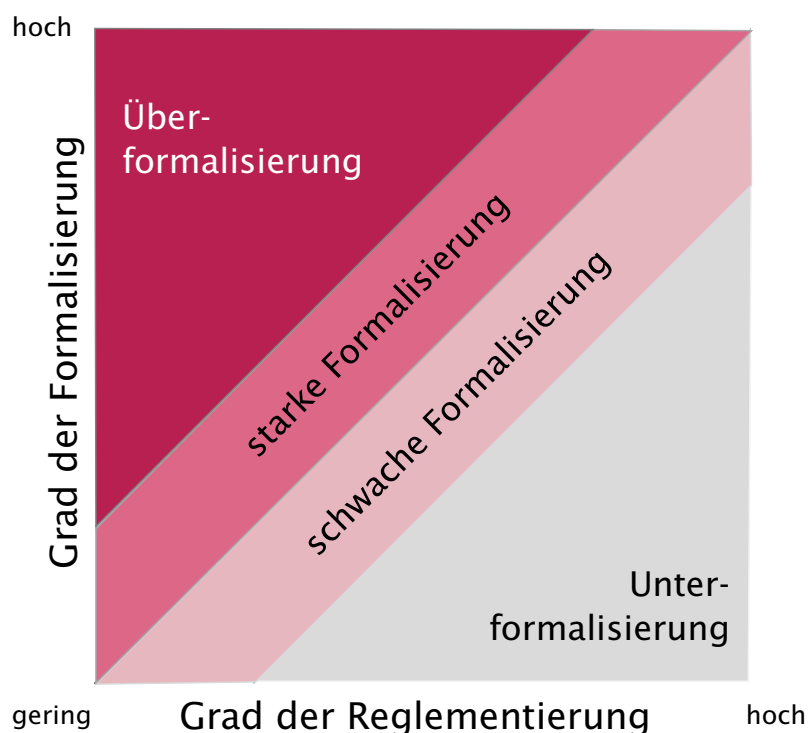 hoch
Über-
formalisierung
Grad der Formalisierung
starke Formalisierung
schwache Formalisierung
Unter-
formalisierung
gering
Grad der Reglementierung
hoch